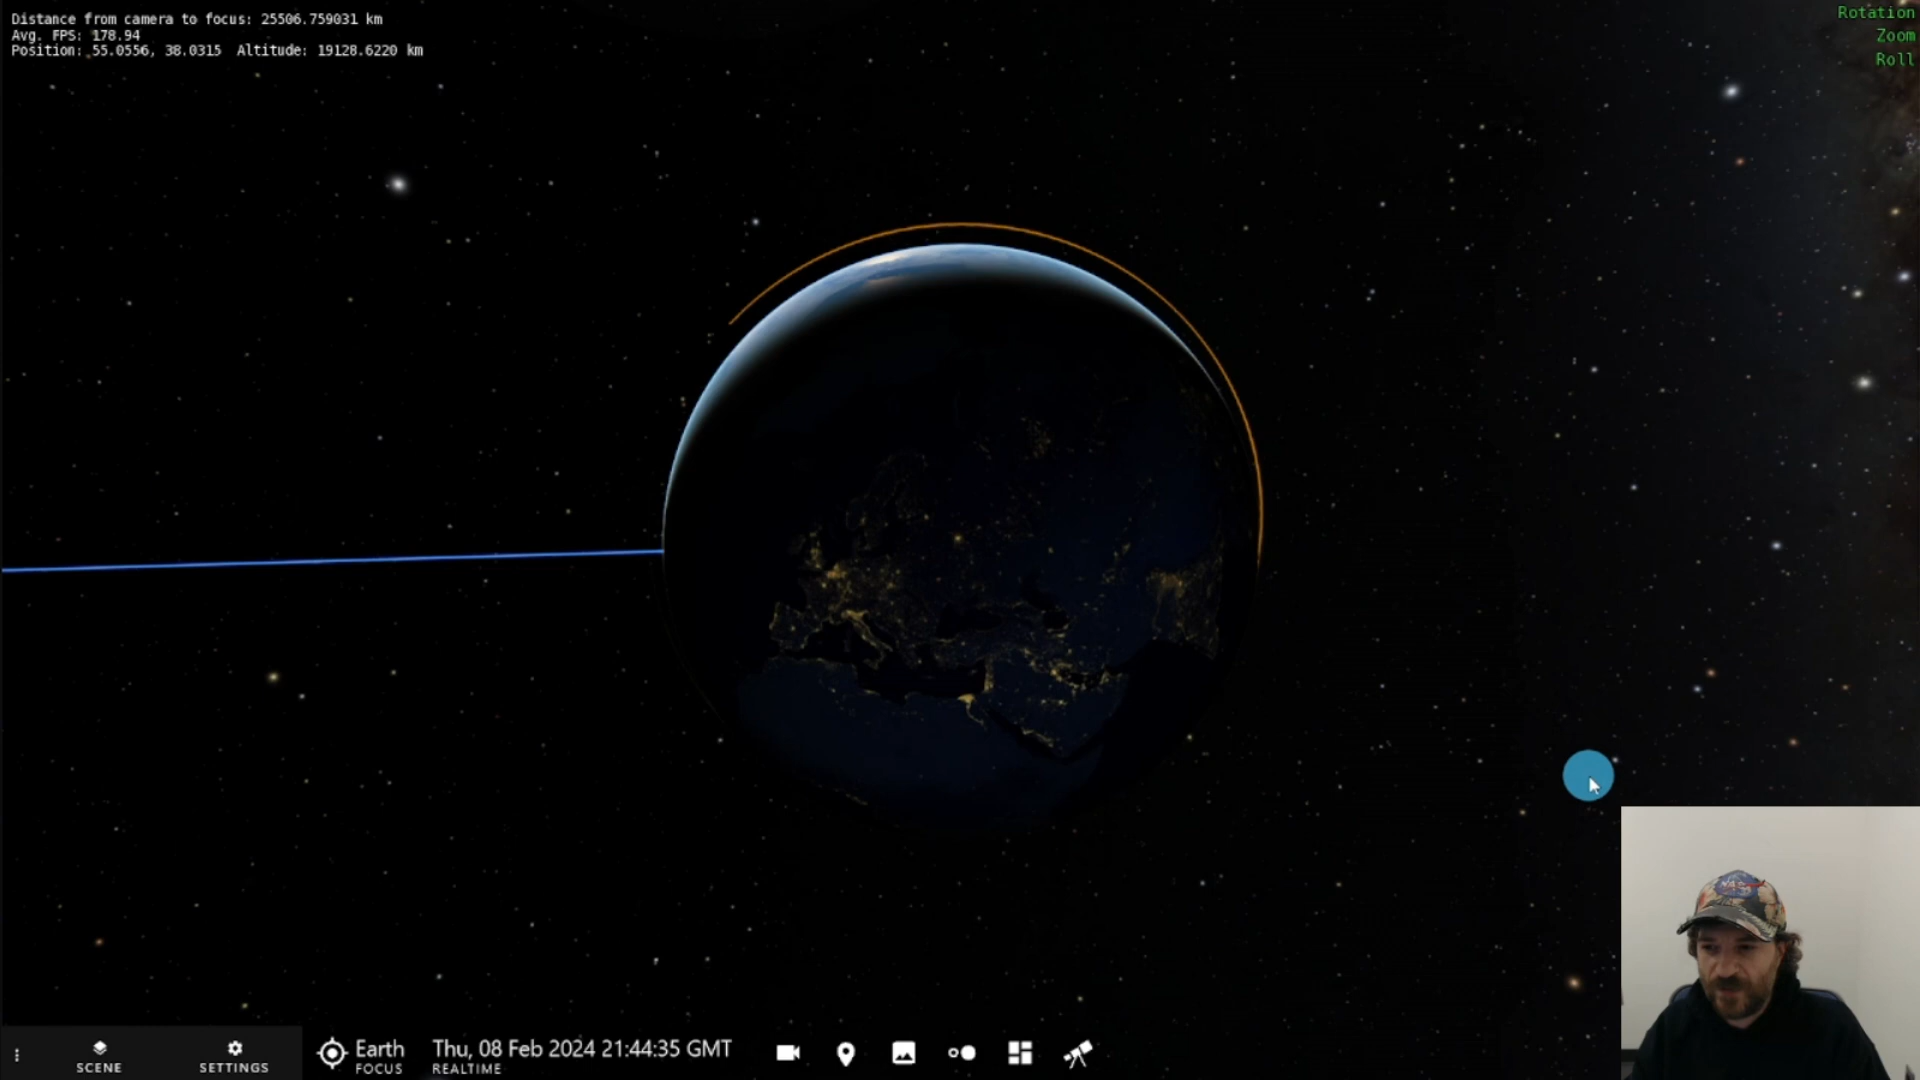 Distance from camera to focus: 25506.759031 km
Avg. FPS: 178.94
Position: 55.0556, 38.0315  Altitude: 19128.6220 km
Rotation
Zoom
Roll
SCENE
SETTINGS
Earth
FOCUS
Thu, 08 Feb 2024 21:44:35 GMT
REALTIME
NASA